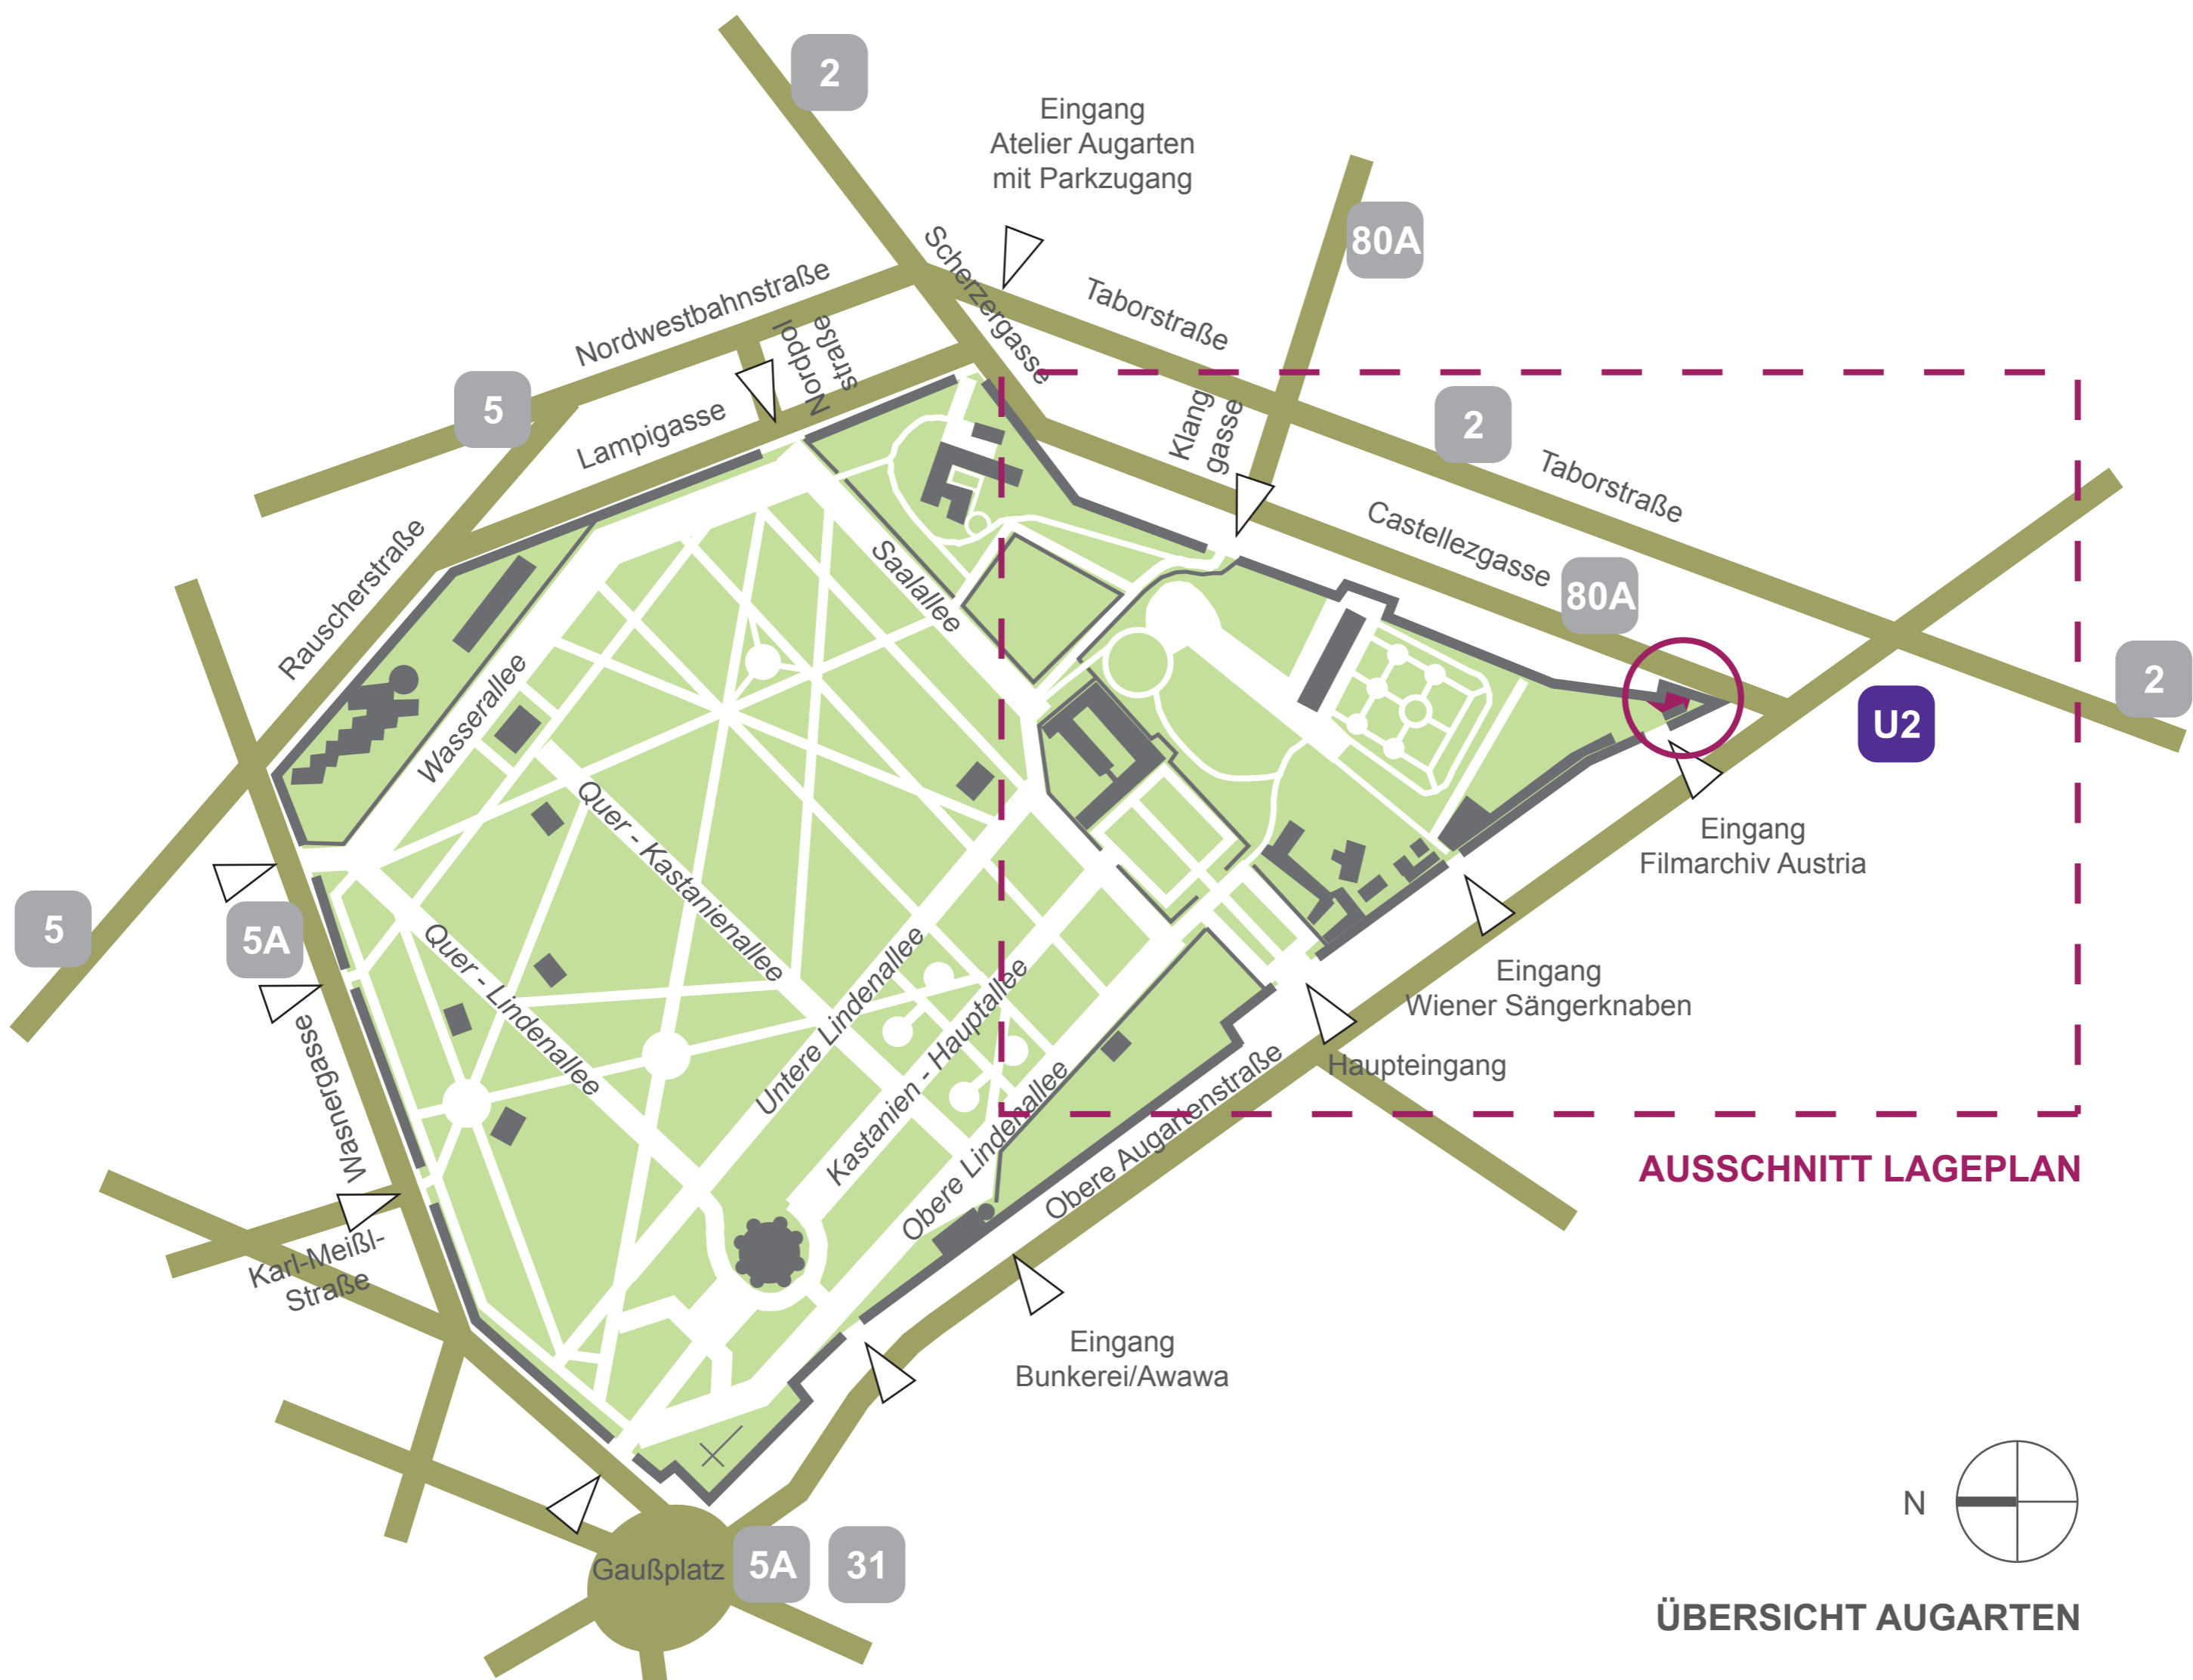 2
Eingang
Atelier Augarten
mit Parkzugang
80A
Scherzergasse
Nordwestbahnstraße
Taborstraße
Nordpol
straße
5
Lampigasse
Klang
gasse
2
Taborstraße
Castellezgasse
80A
Rauscherstraße
Saalallee
Wasserallee
2
U2
Quer - Kastanienallee
Eingang
Filmarchiv Austria
5
5A
Quer - Lindenallee
Untere Lindenallee
Kastanien - Hauptallee
Eingang
Wiener Sängerknaben
Wasnergasse
Haupteingang
Obere Lindenallee
Obere Augartenstraße
AUSSCHNITT LAGEPLAN
Karl-Meißl-
Straße
Eingang
Bunkerei/Awawa
N
Gaußplatz
5A
31
ÜBERSICHT AUGARTEN